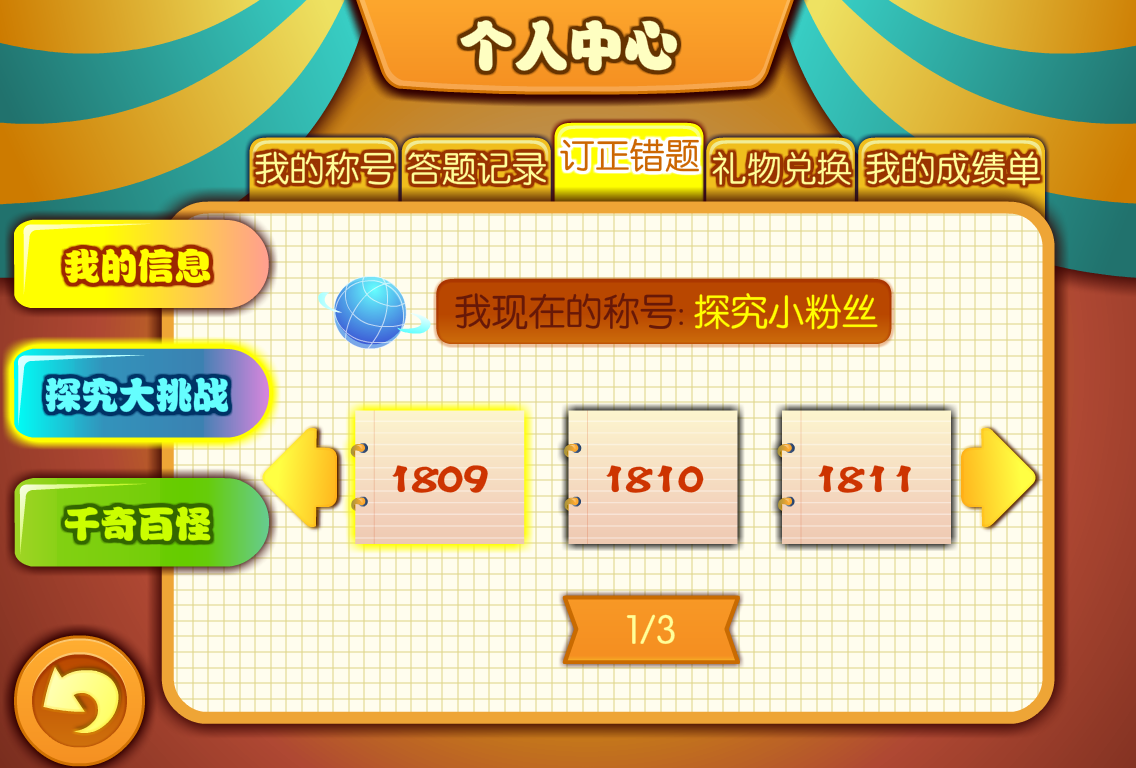 个人中心
我的称号
答题记录
订正错题
礼物兑换
我的成绩单
我的信息
探究大挑战
千奇百怪
我现在的称号: 探究小粉丝
1809
1810
1811
1/3